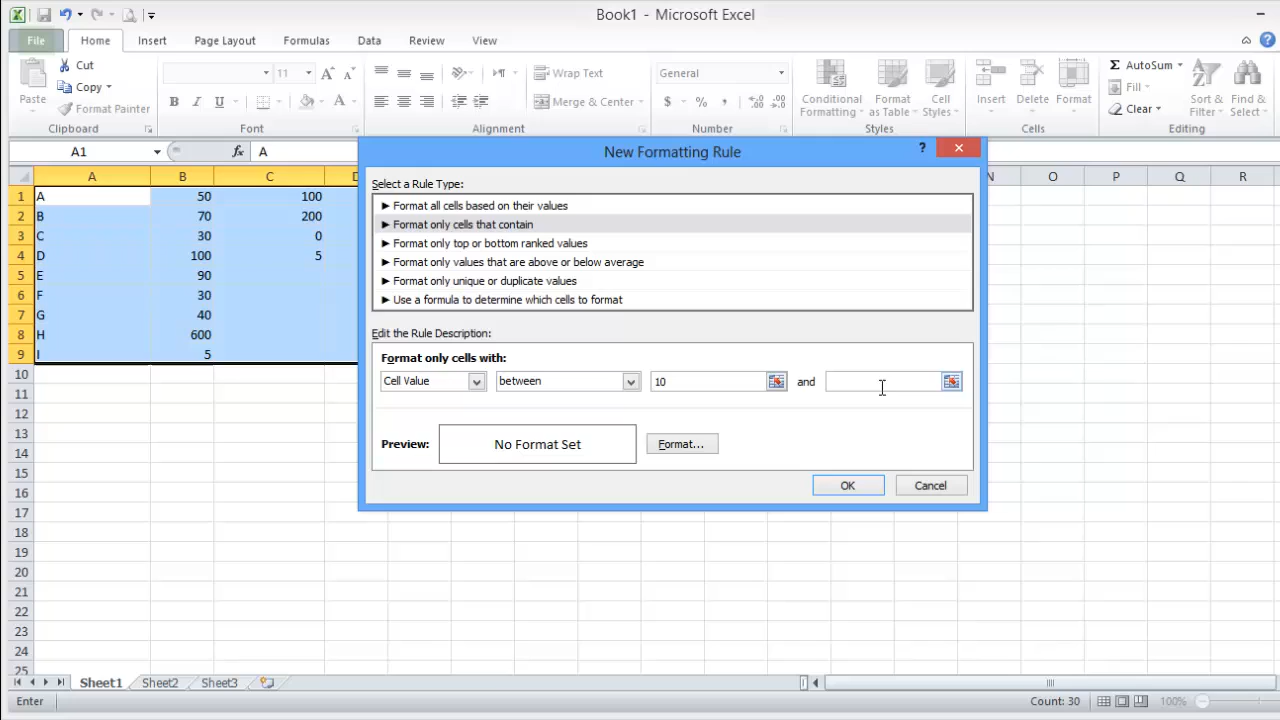 Book1 - Microsoft Excel
File Home Insert Page Layout Formulas Data Review View
Paste
Cut
Copy
Format Painter
Clipboard
11
Font
Wrap Text
Merge & Center
Alignment
General
$ % ,
Number
Conditional Formatting
Format as Table
Cell Styles
Styles
Insert Delete Format
Cells
Σ AutoSum
Fill
Clear
Sort & Filter
Find & Select
Editing
A1 fx A
A B C D N O P Q R
1 A 50 100
2 B 70 200
3 C 30 0
4 D 100 5
5 E 90
6 F 30
7 G 40
8 H 600
9 I 5
10
11
12
13
14
15
16
17
18
19
20
21
22
23
24
25
New Formatting Rule
Select a Rule Type:
► Format all cells based on their values
► Format only cells that contain
► Format only top or bottom ranked values
► Format only values that are above or below average
► Format only unique or duplicate values
► Use a formula to determine which cells to format
Edit the Rule Description:
Format only cells with:
Cell Value between 10 and
Preview: No Format Set Format...
OK Cancel
Sheet1 Sheet2 Sheet3
Enter Count: 30 100%